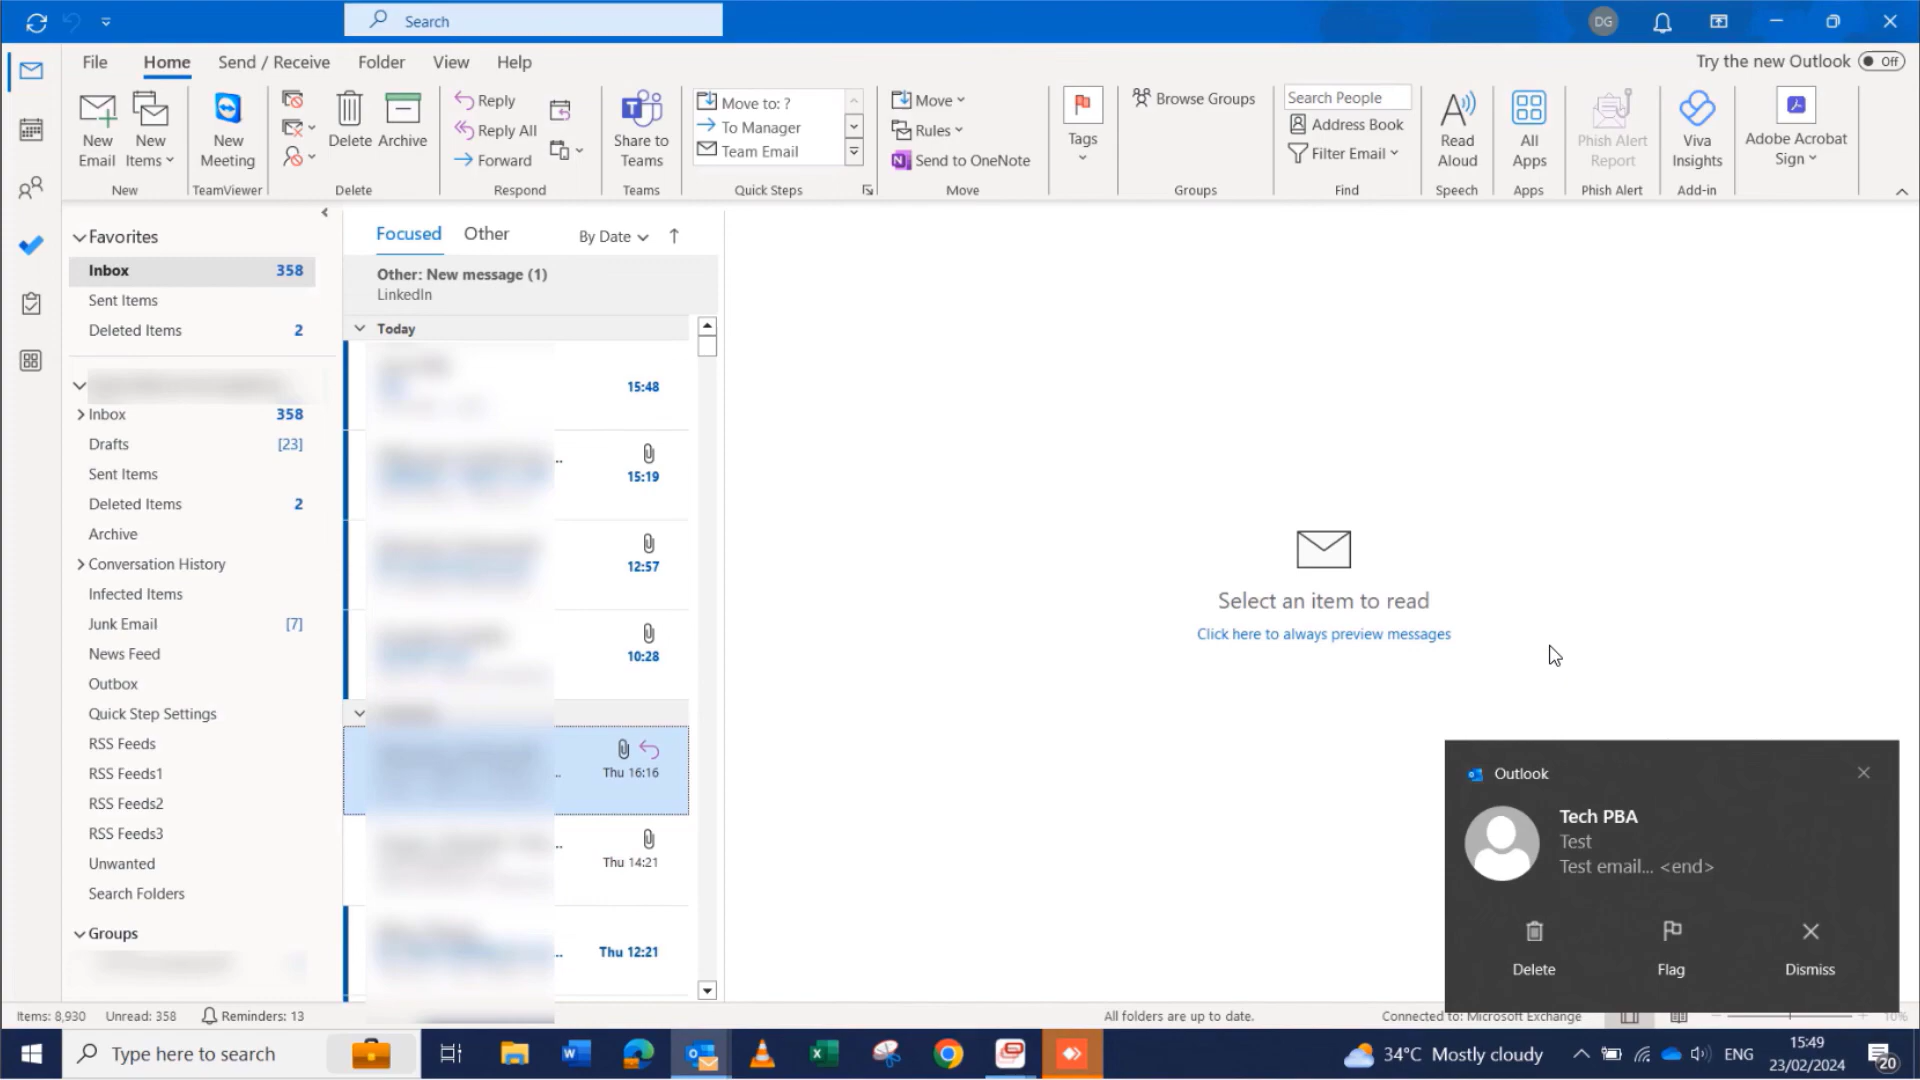 Search
DG
File
Home
Send / Receive
Folder
View
Help
Try the new Outlook
Off
New
Email
New
Items
New
New
Meeting
TeamViewer
Delete
Archive
Delete
Reply
Reply All
Forward
Respond
Share to
Teams
Teams
Move to: ?
To Manager
Team Email
Quick Steps
Move
Rules
Send to OneNote
Move
Tags
Browse Groups
Groups
Search People
Address Book
Filter Email
Find
Read
Aloud
Speech
All
Apps
Apps
Phish Alert
Report
Phish Alert
Viva
Insights
Add-in
Adobe Acrobat
Sign
Favorites
Inbox 358
Sent Items
Deleted Items 2
Inbox 358
Drafts [23]
Sent Items
Deleted Items 2
Archive
Conversation History
Infected Items
Junk Email [7]
News Feed
Outbox
Quick Step Settings
RSS Feeds
RSS Feeds1
RSS Feeds2
RSS Feeds3
Unwanted
Search Folders
Groups
Focused
Other
By Date
Other: New message (1)
LinkedIn
Today
15:48
15:19
12:57
10:28
Thu 16:16
Thu 14:21
Thu 12:21
Select an item to read
Click here to always preview messages
Outlook
Tech PBA
Test
Test email... <end>
Delete
Flag
Dismiss
Items: 8,930
Unread: 358
Reminders: 13
All folders are up to date.
Connected to: Microsoft Exchange
10%
Type here to search
34°C Mostly cloudy
ENG
15:49
23/02/2024
20